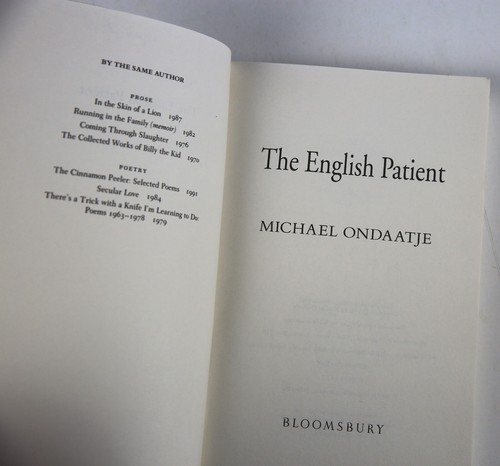 BY THE SAME AUTHOR
PROSE
In the Skin of a Lion 1987
Running in the Family (memoir) 1982
Coming Through Slaughter 1976
The Collected Works of Billy the Kid 1970
POETRY
The Cinnamon Peeler: Selected Poems 1991
Secular Love 1984
There's a Trick with a Knife I'm Learning to Do
Poems 1963–1978 1979
The English Patient
MICHAEL ONDAATJE
BLOOMSBURY